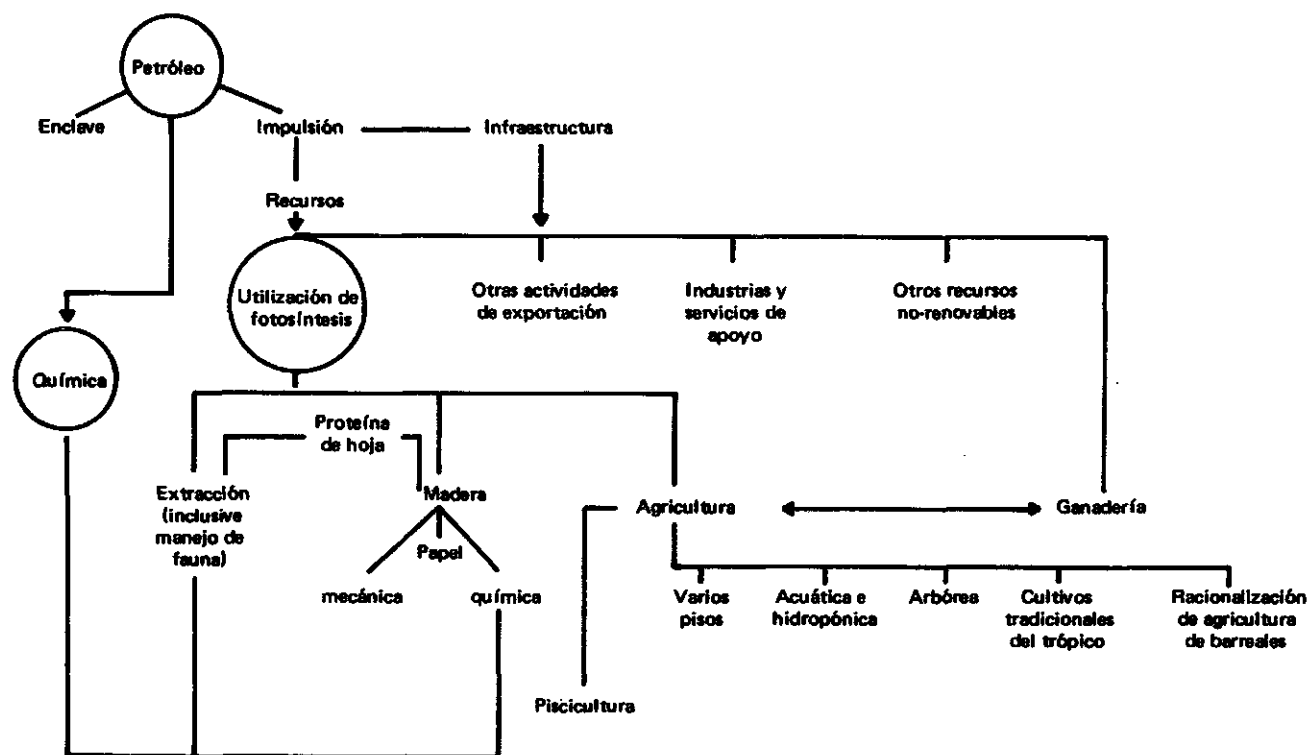 Petróleo
Enclave
Impulsión
Infraestructura
Recursos
Utilización de
fotosíntesis
Otras actividades
de exportación
Industrias y
servicios de
apoyo
Otros recursos
no-renovables
Química
Proteína
de hoja
Extracción
(inclusive
manejo de
fauna)
Madera
Papel
mecánica
química
Agricultura
Ganadería
Varios
pisos
Acuática e
hidropónica
Arbórea
Cultivos
tradicionales
del trópico
Racionalización
de agricultura
de barreales
Piscicultura